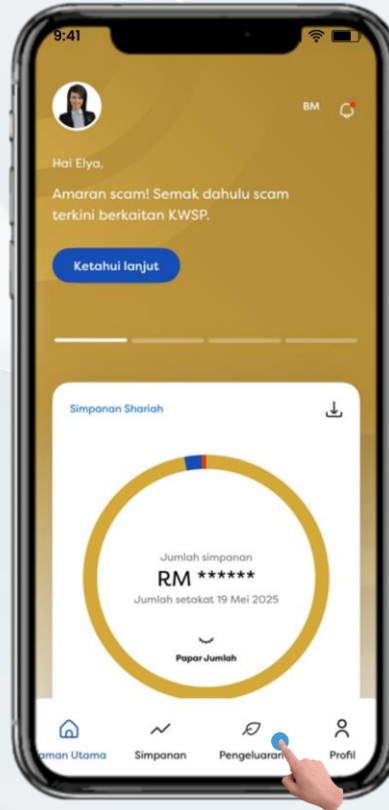 9:41
BM
Hai Elya,
Amaran scam! Semak dahulu scam
terkini berkaitan KWSP.
Ketahui lanjut
Simpanan Shariah
Jumlah simpanan
RM ******
Jumlah setakat 19 Mei 2025
Papar Jumlah
aman Utama Simpanan Pengeluaran Profil